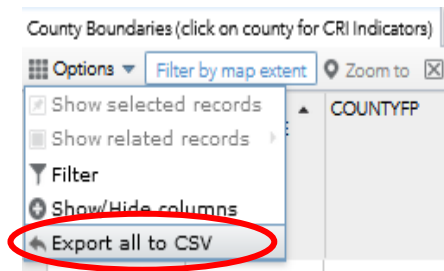 County Boundaries (click on county for CRI Indicators)
Options Filter by map extent Zoom to
Show selected records COUNTYFP
Show related records
Filter
Show/Hide columns
Export all to CSV